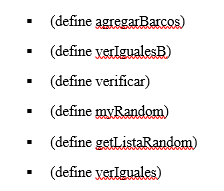 ▪ (define agregarBarcos)
▪ (define verIgualesB)
▪ (define verificar)
▪ (define myRandom)
▪ (define getListaRandom)
▪ (define verIguales)